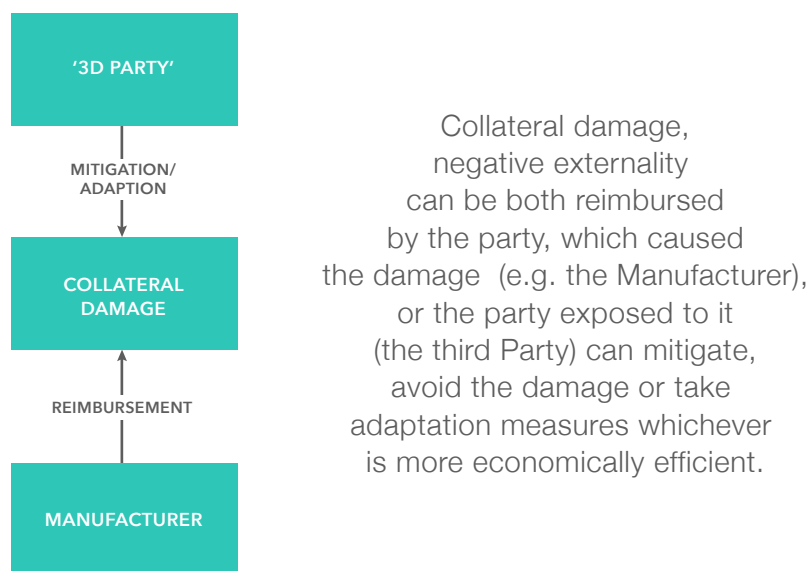 ‘3D PARTY’
MITIGATION/
ADAPTION
COLLATERAL
DAMAGE
REIMBURSEMENT
MANUFACTURER
Collateral damage,
negative externality
can be both reimbursed
by the party, which caused
the damage (e.g. the Manufacturer),
or the party exposed to it
(the third Party) can mitigate,
avoid the damage or take
adaptation measures whichever
is more economically efficient.